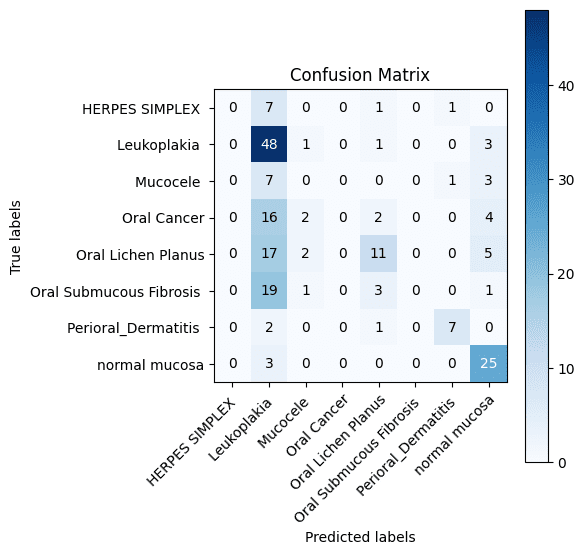 Confusion Matrix
True labels
HERPES SIMPLEX 0 7 0 0 1 0 1 0
Leukoplakia 0 48 1 0 1 0 0 3
Mucocele 0 7 0 0 0 0 1 3
Oral Cancer 0 16 2 0 2 0 0 4
Oral Lichen Planus 0 17 2 0 11 0 0 5
Oral Submucous Fibrosis 0 19 1 0 3 0 0 1
Perioral_Dermatitis 0 2 0 0 1 0 7 0
normal mucosa 0 3 0 0 0 0 0 25
HERPES SIMPLEX
Leukoplakia
Mucocele
Oral Cancer
Oral Lichen Planus
Oral Submucous Fibrosis
Perioral_Dermatitis
normal mucosa
Predicted labels
40
30
20
10
0